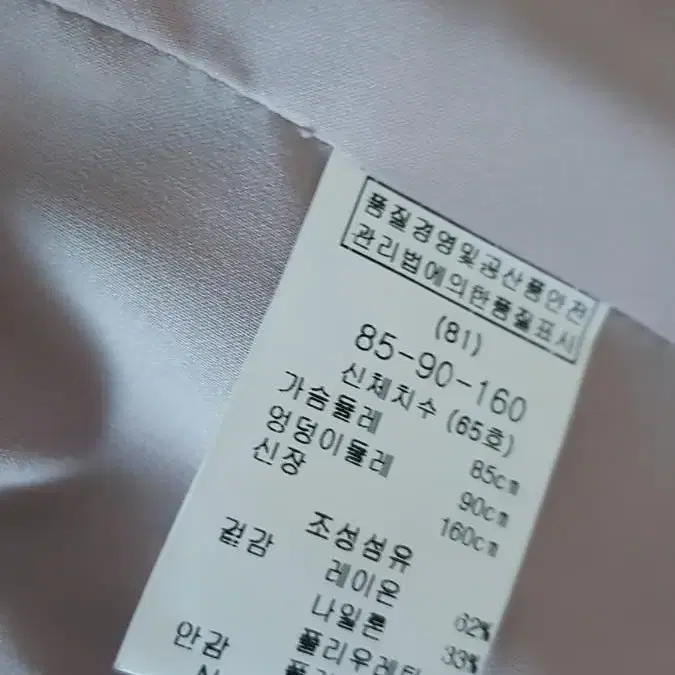 품질경영및공산품안전
관리법에의한품질표시
(81)
85-90-160
신체치수 (65호)
가슴둘레 85cm
엉덩이둘레 90cm
신장 160cm
조성섬유
겉감 레이온 62%
나일론 33%
폴리우레탄
안감